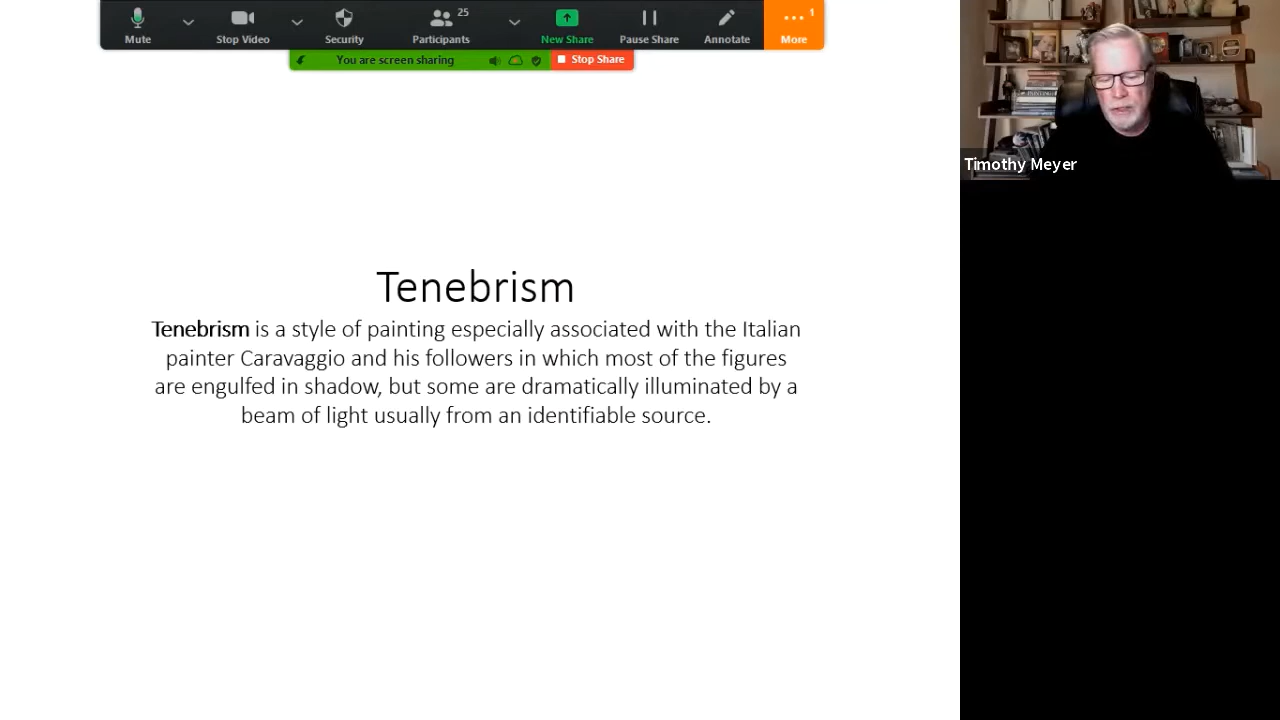 25
1
Mute
Stop Video
Security
Participants
New Share
Pause Share
Annotate
More
You are screen sharing
Stop Share
Timothy Meyer
Tenebrism
Tenebrism is a style of painting especially associated with the Italian
painter Caravaggio and his followers in which most of the figures
are engulfed in shadow, but some are dramatically illuminated by a
beam of light usually from an identifiable source.